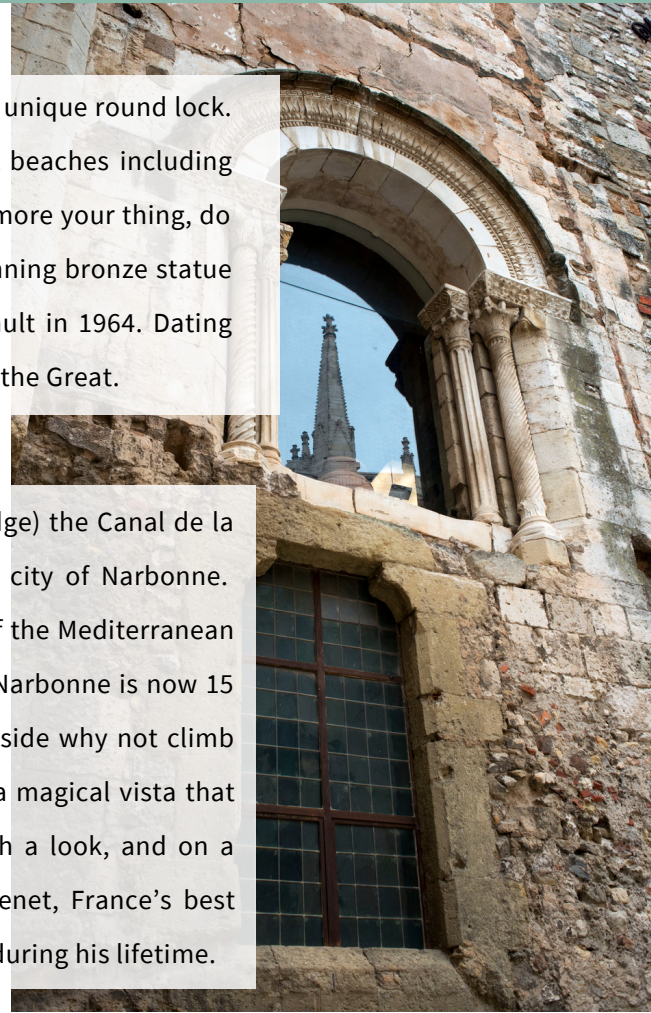 unique round lock.
beaches including
more your thing, do
ning bronze statue
ult in 1964. Dating
the Great.
ge) the Canal de la
city of Narbonne.
the Mediterranean
Narbonne is now 15
side why not climb
a magical vista that
h a look, and on a
enet, France’s best
during his lifetime.